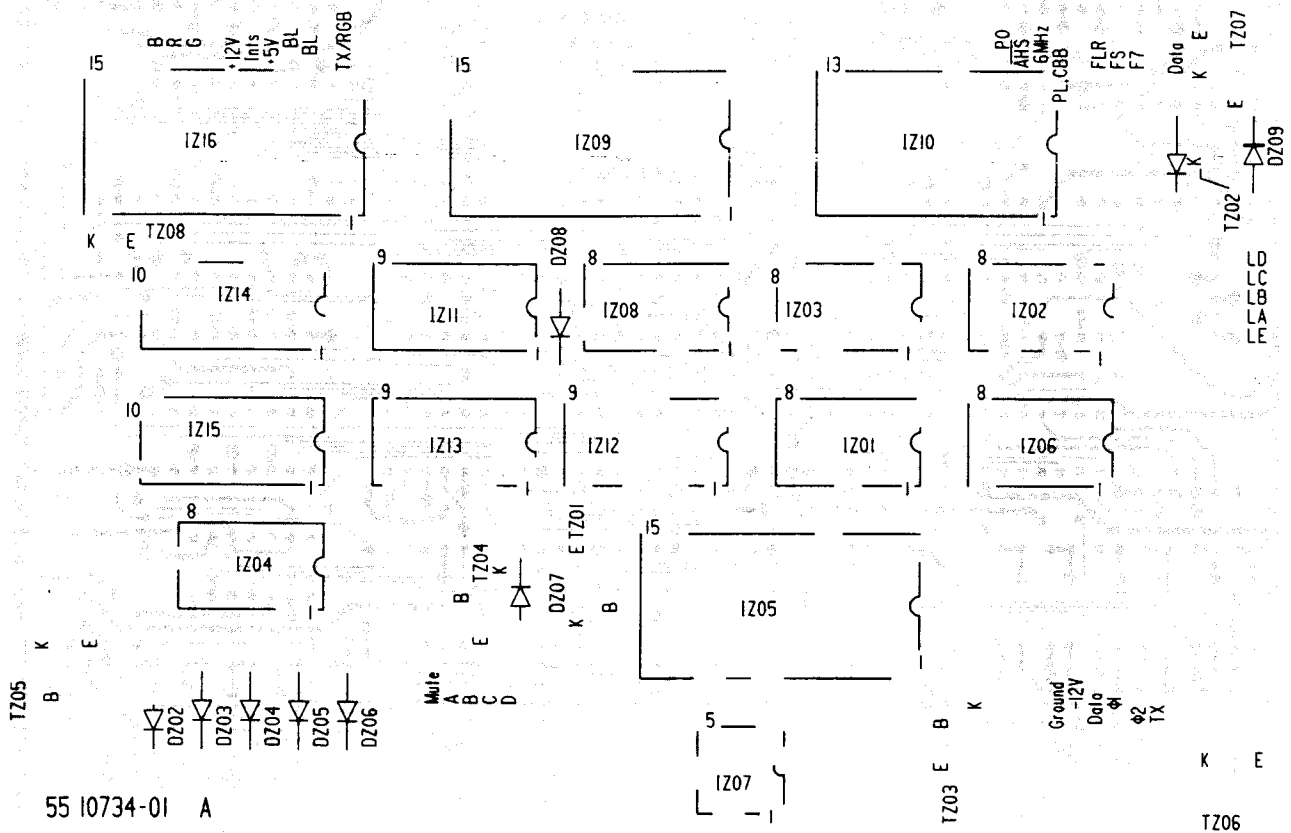 15
B
R
G
+12V
Ints
+5V
BL
BL
TX/RGB
IZ16
15
IZ09
13
IZ10
PO
AHS
6MHz
PL.CBB
FLR
FS
F7
Data
K
E
TZ07
E
K
TZ02
DZ09
K E
TZ08
10
IZ14
9
IZ11
DZ08
8
IZ08
8
IZ03
8
IZ02
LD
LC
LB
LA
LE
10
IZ15
9
IZ13
9
IZ12
8
IZ01
8
IZ06
8
IZ04
B
E
TZ04
K
DZ07
E TZ01
K
B
15
IZ05
TZ05
K
B
E
DZ02
DZ03
DZ04
DZ05
DZ06
Mute
A
B
C
D
5
IZ07
TZ03
E
B
K
Ground
-12V
Data
φ1
φ2
TX
K E
TZ06
55 10734-01 A